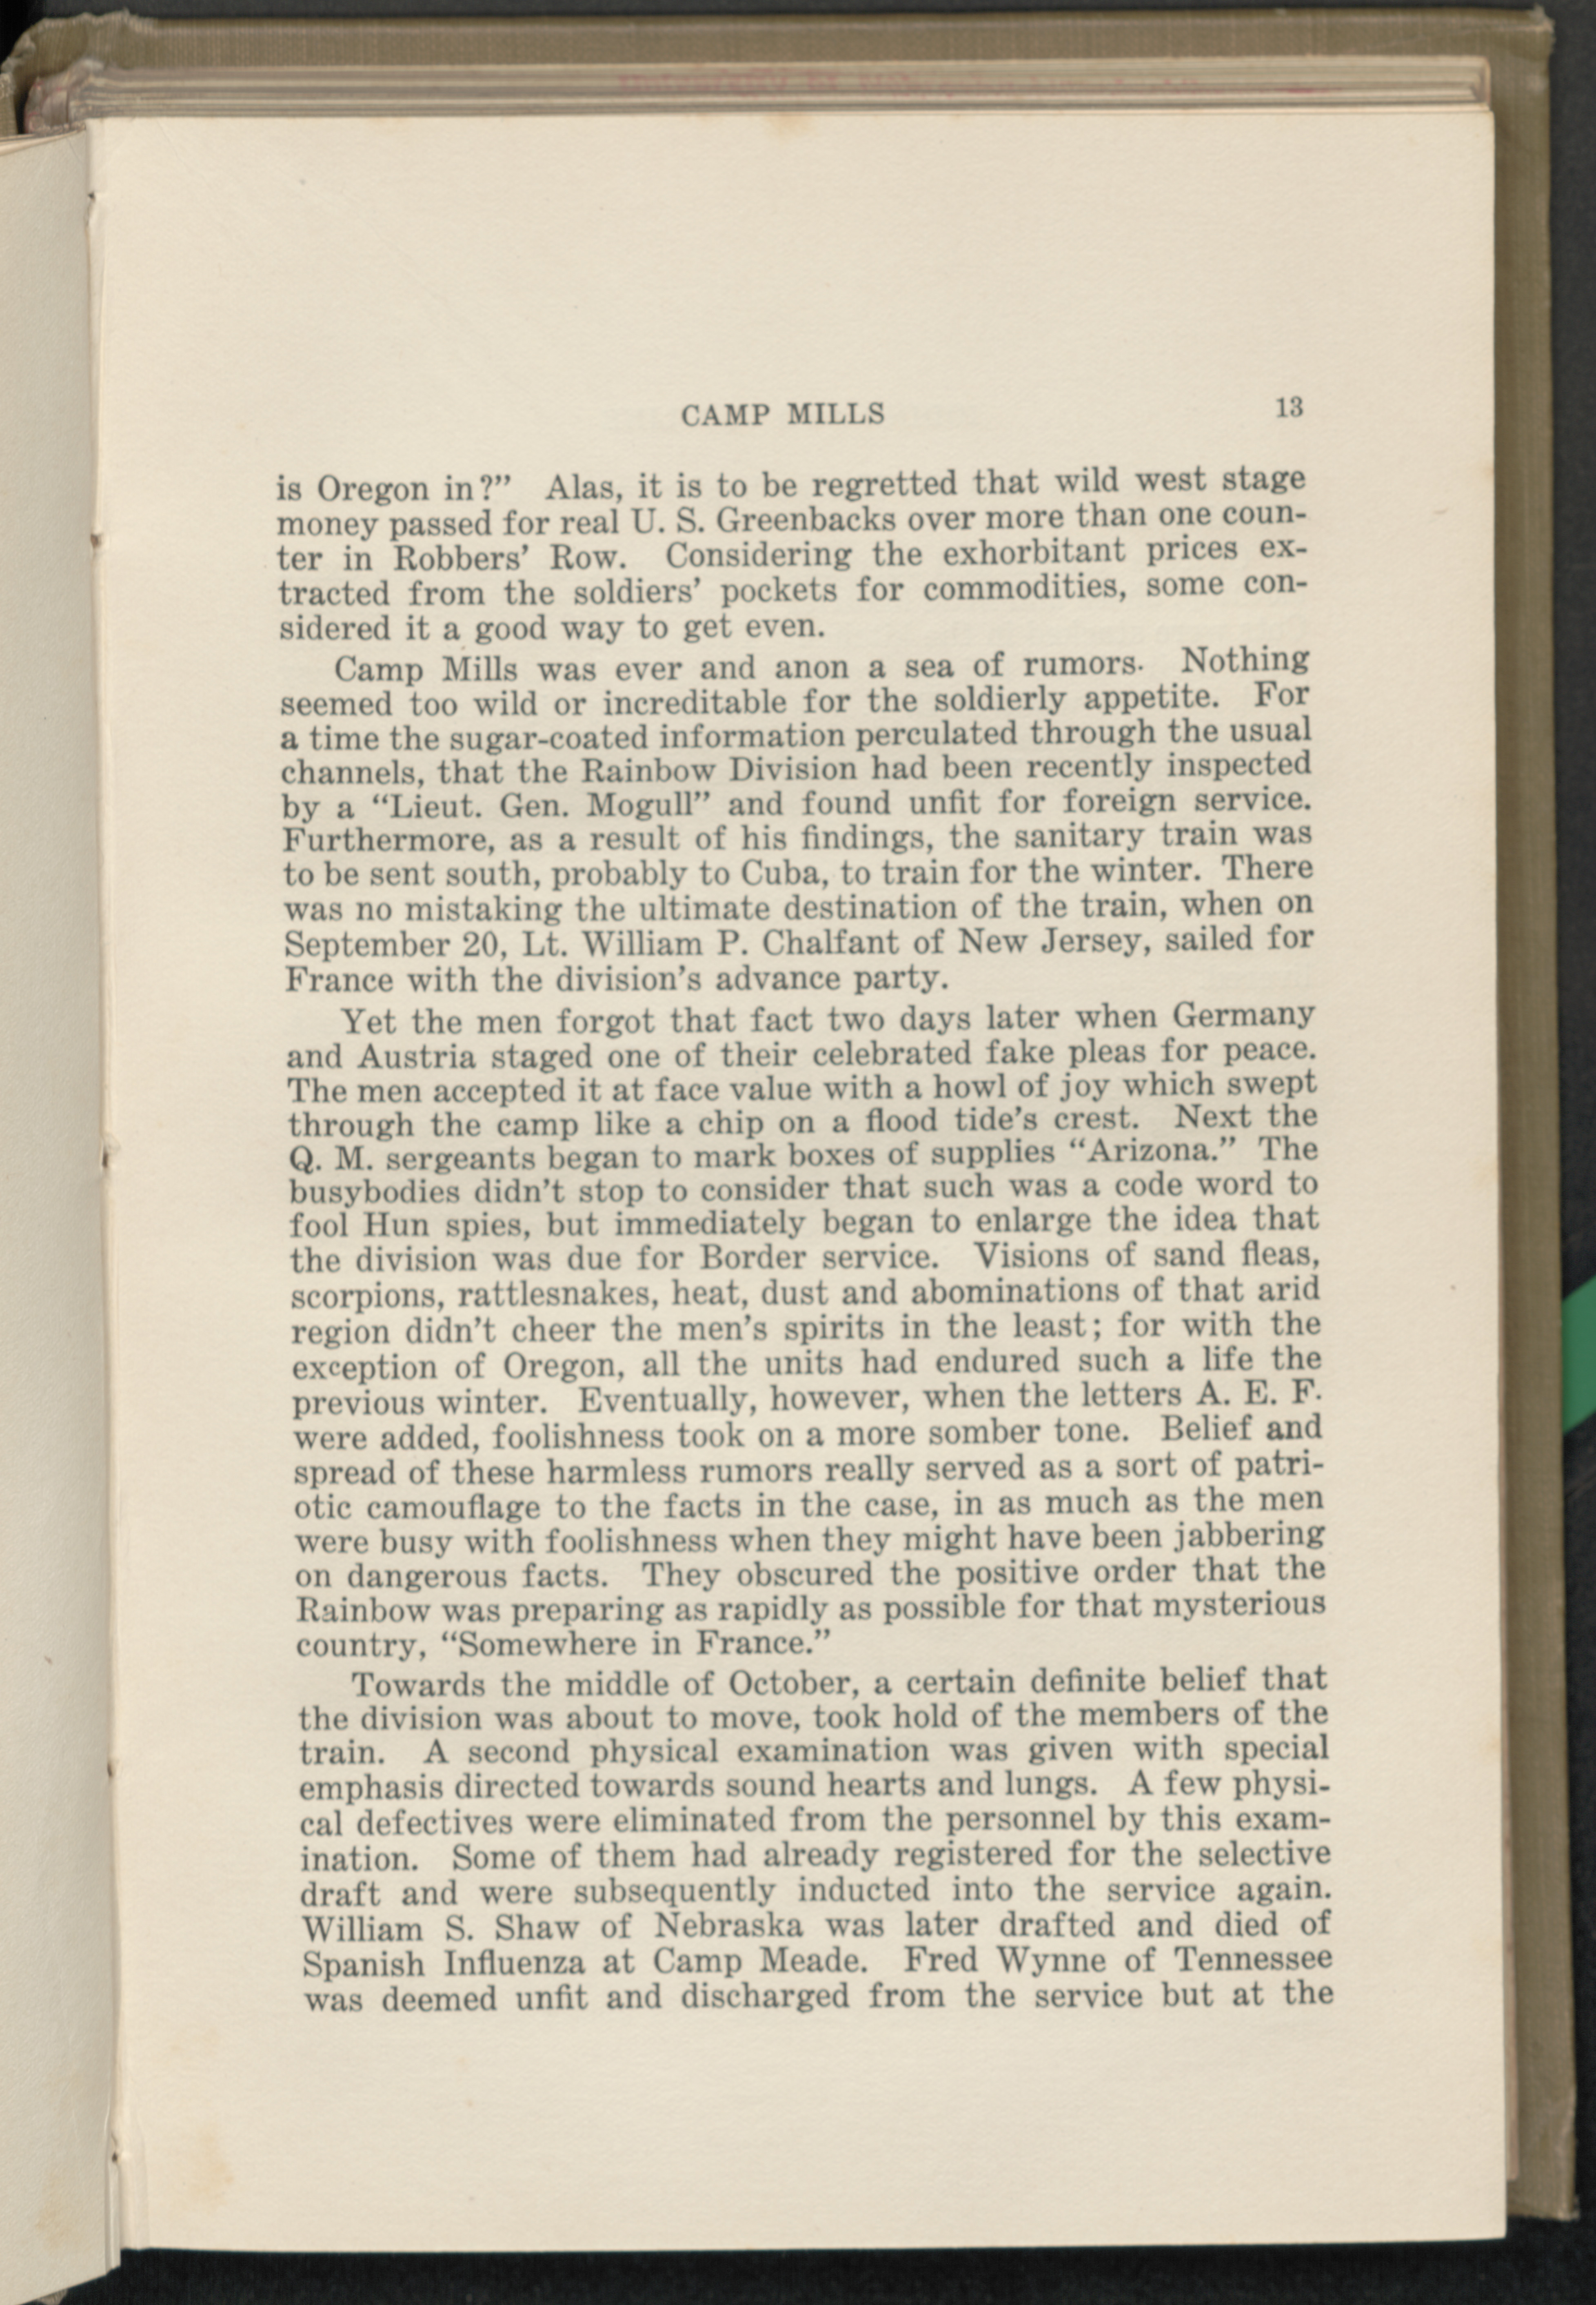 CAMP MILLS 13
is Oregon in?” Alas, it is to be regretted that wild west stage
money passed for real U. S. Greenbacks over more than one coun-
ter in Robbers’ Row. Considering the exhorbitant prices ex-
tracted from the soldiers’ pockets for commodities, some con-
sidered it a good way to get even.
Camp Mills was ever and anon a sea of rumors. Nothing
seemed too wild or increditable for the soldierly appetite. For
a time the sugar-coated information perculated through the usual
channels, that the Rainbow Division had been recently inspected
by a “Lieut. Gen. Mogull” and found unfit for foreign service.
Furthermore, as a result of his findings, the sanitary train was
to be sent south, probably to Cuba, to train for the winter. There
was no mistaking the ultimate destination of the train, when on
September 20, Lt. William P. Chalfant of New Jersey, sailed for
France with the division’s advance party.
Yet the men forgot that fact two days later when Germany
and Austria staged one of their celebrated fake pleas for peace.
The men accepted it at face value with a howl of joy which swept
through the camp like a chip on a flood tide’s crest. Next the
Q. M. sergeants began to mark boxes of supplies “Arizona.” The
busybodies didn’t stop to consider that such was a code word to
fool Hun spies, but immediately began to enlarge the idea that
the division was due for Border service. Visions of sand fleas,
scorpions, rattlesnakes, heat, dust and abominations of that arid
region didn’t cheer the men’s spirits in the least; for with the
exception of Oregon, all the units had endured such a life the
previous winter. Eventually, however, when the letters A. E. F.
were added, foolishness took on a more somber tone. Belief and
spread of these harmless rumors really served as a sort of patri-
otic camouflage to the facts in the case, in as much as the men
were busy with foolishness when they might have been jabbering
on dangerous facts. They obscured the positive order that the
Rainbow was preparing as rapidly as possible for that mysterious
country, “Somewhere in France.”
Towards the middle of October, a certain definite belief that
the division was about to move, took hold of the members of the
train. A second physical examination was given with special
emphasis directed towards sound hearts and lungs. A few physi-
cal defectives were eliminated from the personnel by this exam-
ination. Some of them had already registered for the selective
draft and were subsequently inducted into the service again.
William S. Shaw of Nebraska was later drafted and died of
Spanish Influenza at Camp Meade. Fred Wynne of Tennessee
was deemed unfit and discharged from the service but at the